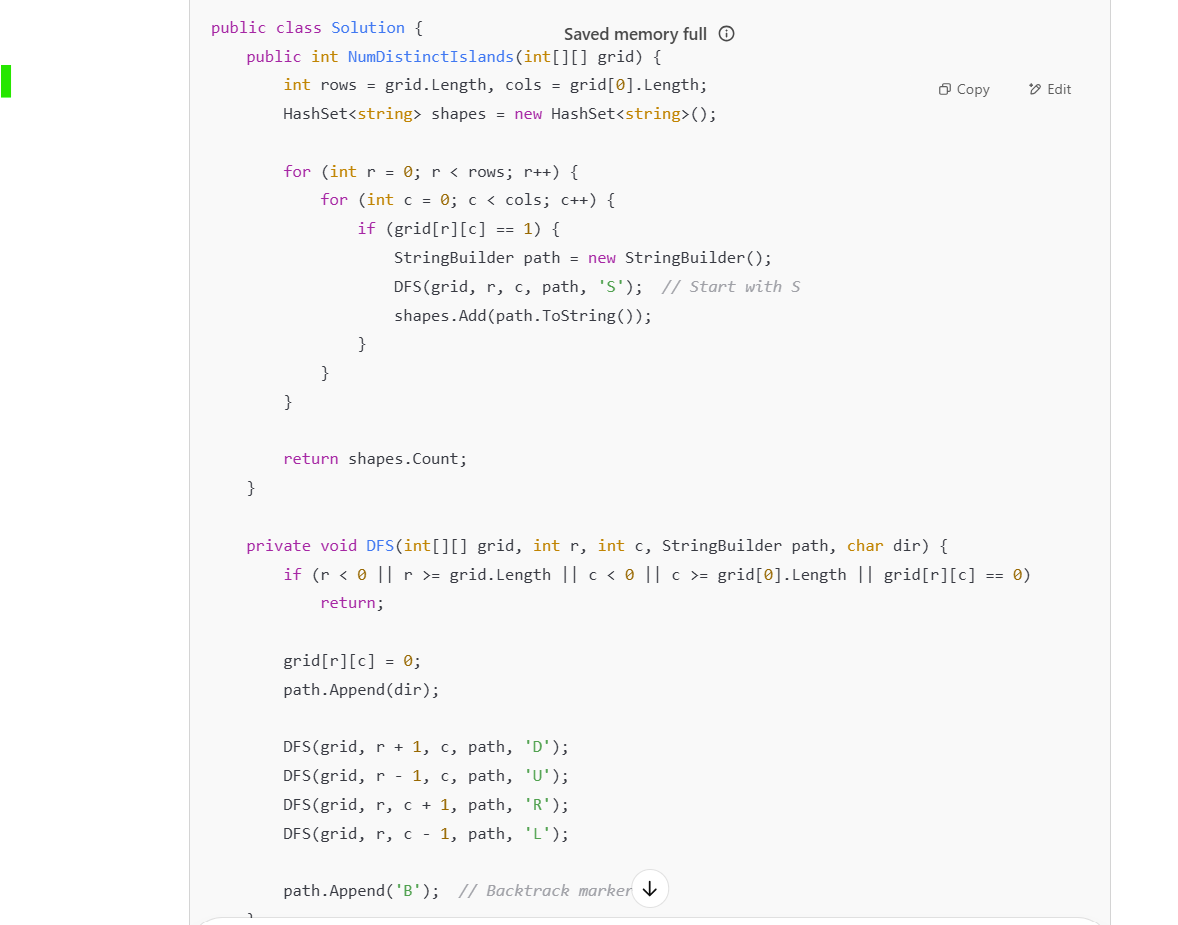 public class Solution {
Saved memory full
    public int NumDistinctIslands(int[][] grid) {
        int rows = grid.Length, cols = grid[0].Length;
Copy Edit
        HashSet<string> shapes = new HashSet<string>();

        for (int r = 0; r < rows; r++) {
            for (int c = 0; c < cols; c++) {
                if (grid[r][c] == 1) {
                    StringBuilder path = new StringBuilder();
                    DFS(grid, r, c, path, 'S');  // Start with S
                    shapes.Add(path.ToString());
                }
            }
        }

        return shapes.Count;
    }

    private void DFS(int[][] grid, int r, int c, StringBuilder path, char dir) {
        if (r < 0 || r >= grid.Length || c < 0 || c >= grid[0].Length || grid[r][c] == 0)
            return;

        grid[r][c] = 0;
        path.Append(dir);

        DFS(grid, r + 1, c, path, 'D');
        DFS(grid, r - 1, c, path, 'U');
        DFS(grid, r, c + 1, path, 'R');
        DFS(grid, r, c - 1, path, 'L');

        path.Append('B');  // Backtrack marker
    }